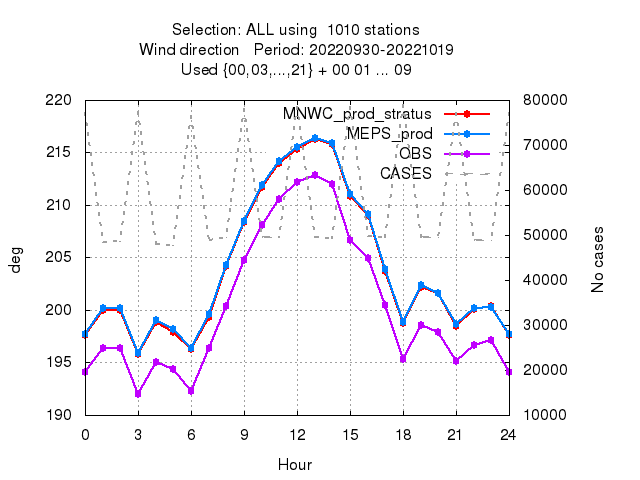 Selection: ALL using  1010 stations
Wind direction   Period: 20220930-20221019
Used {00,03,...,21} + 00 01 ... 09
220
215
210
205
200
195
190
80000
70000
60000
50000
40000
30000
20000
10000
deg
No cases
MNWC_prod_stratus
MEPS_prod
OBS
CASES
0 3 6 9 12 15 18 21 24
Hour